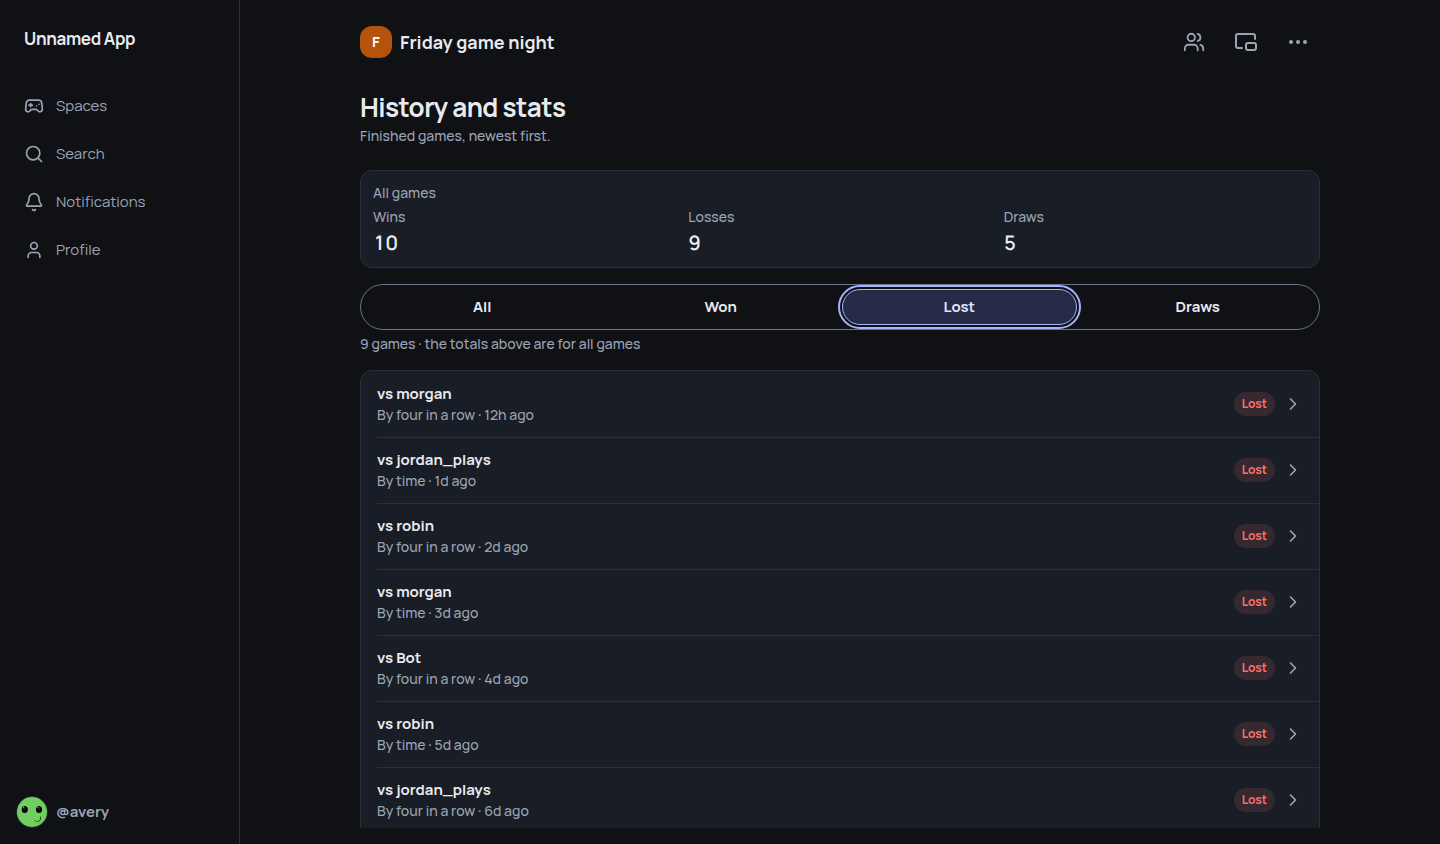 Unnamed App
Spaces
Search
Notifications
Profile
@avery
F
Friday game night
History and stats
Finished games, newest first.
All games
Wins
Losses
Draws
10
9
5
All
Won
Lost
Draws
9 games · the totals above are for all games
vs morgan
By four in a row · 12h ago
Lost
vs jordan_plays
By time · 1d ago
Lost
vs robin
By four in a row · 2d ago
Lost
vs morgan
By time · 3d ago
Lost
vs Bot
By four in a row · 4d ago
Lost
vs robin
By time · 5d ago
Lost
vs jordan_plays
By four in a row · 6d ago
Lost